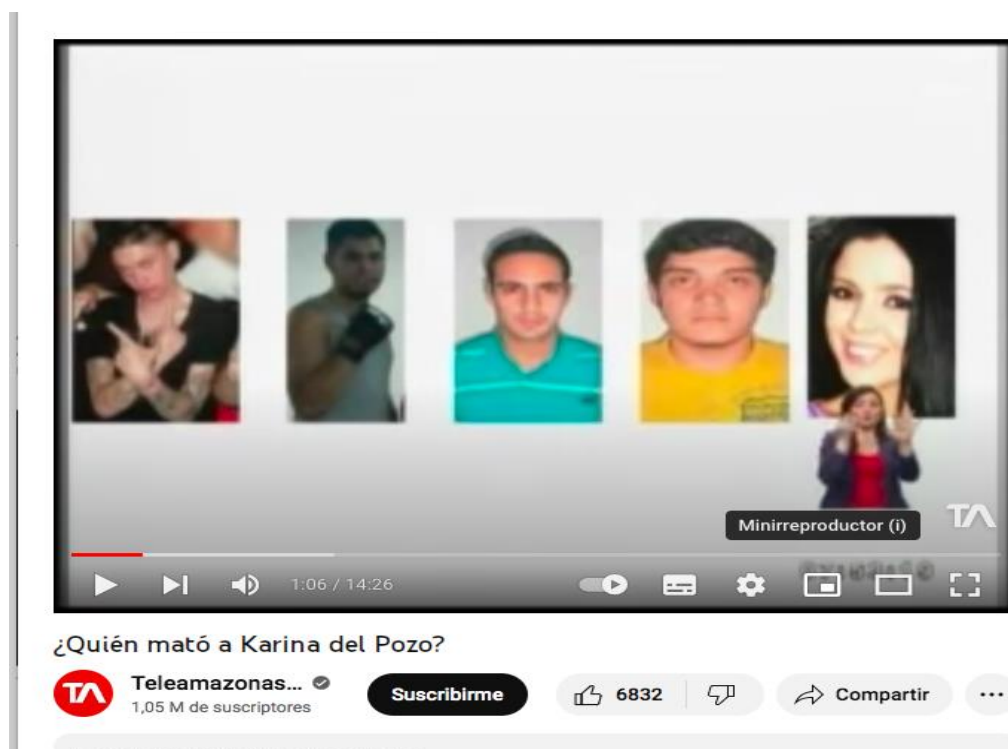 TA
Minirreproductor (i)
1:06 / 14:26
¿Quién mató a Karina del Pozo?
TA
Teleamazonas...
1,05 M de suscriptores
Suscribirme
6832
Compartir
...